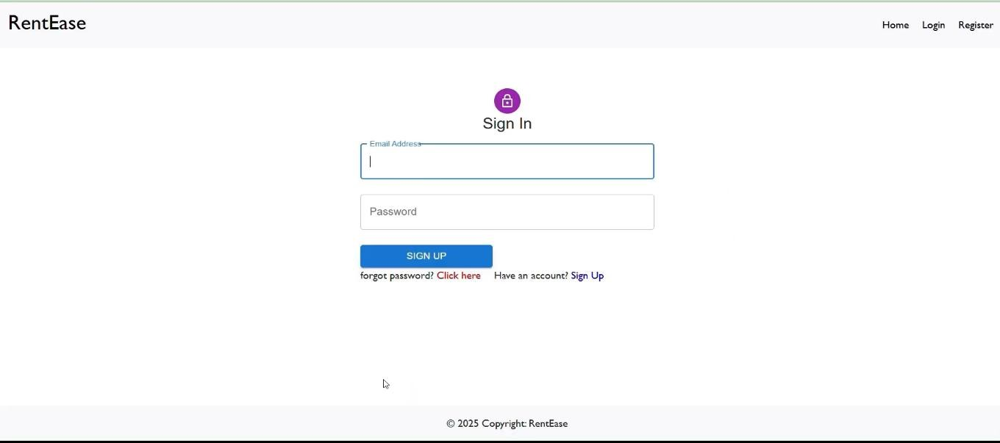 RentEase
Home Login Register
Sign In
Email Address
Password
SIGN UP
forgot password? Click here Have an account? Sign Up
© 2025 Copyright: RentEase